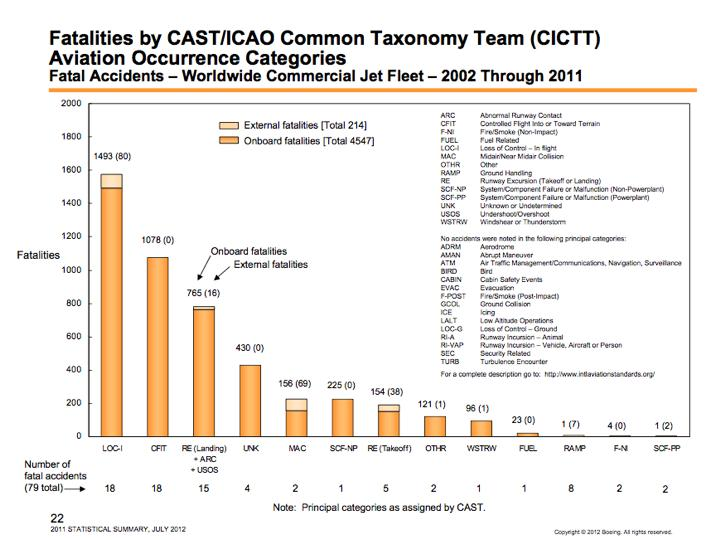 Fatalities by CAST/ICAO Common Taxonomy Team (CICTT)
Aviation Occurrence Categories
Fatal Accidents – Worldwide Commercial Jet Fleet – 2002 Through 2011
2000
1800
1600
1400
1200
1000
800
600
400
200
0
Fatalities
External fatalities [Total 214]
Onboard fatalities [Total 4547]
ARC Abnormal Runway Contact
CFIT Controlled Flight Into or Toward Terrain
F-NI Fire/Smoke (Non-Impact)
FUEL Fuel Related
LOC-I Loss of Control – In flight
MAC Midair/Near Midair Collision
OTHR Other
RAMP Ground Handling
RE Runway Excursion (Takeoff or Landing)
SCF-NP System/Component Failure or Malfunction (Non-Powerplant)
SCF-PP System/Component Failure or Malfunction (Powerplant)
UNK Unknown or Undetermined
USOS Undershoot/Overshoot
WSTRW Windshear or Thunderstorm
No accidents were noted in the following principal categories:
ADRM Aerodrome
AMAN Abrupt Maneuver
ATM Air Traffic Management/Communications, Navigation, Surveillance
BIRD Bird
CABIN Cabin Safety Events
EVAC Evacuation
F-POST Fire/Smoke (Post-Impact)
GCOL Ground Collision
ICE Icing
LALT Low Altitude Operations
LOC-G Loss of Control – Ground
RI-A Runway Incursion – Animal
RI-VAP Runway Incursion – Vehicle, Aircraft or Person
SEC Security Related
TURB Turbulence Encounter
For a complete description go to: http://www.intlaviationstandards.org/
1493 (80)
1078 (0)
Onboard fatalities
External fatalities
765 (16)
430 (0)
156 (69)
225 (0)
154 (38)
121 (1)
96 (1)
23 (0)
1 (7)
4 (0)
1 (2)
LOC-I CFIT RE (Landing) UNK MAC SCF-NP RE (Takeoff) OTHR WSTRW FUEL RAMP F-NI SCF-PP
+ ARC
+ USOS
Number of
fatal accidents
(79 total) 18 18 15 4 2 1 5 2 1 1 8 2 2
Note: Principal categories as assigned by CAST.
22
2011 STATISTICAL SUMMARY, JULY 2012
Copyright © 2012 Boeing. All rights reserved.